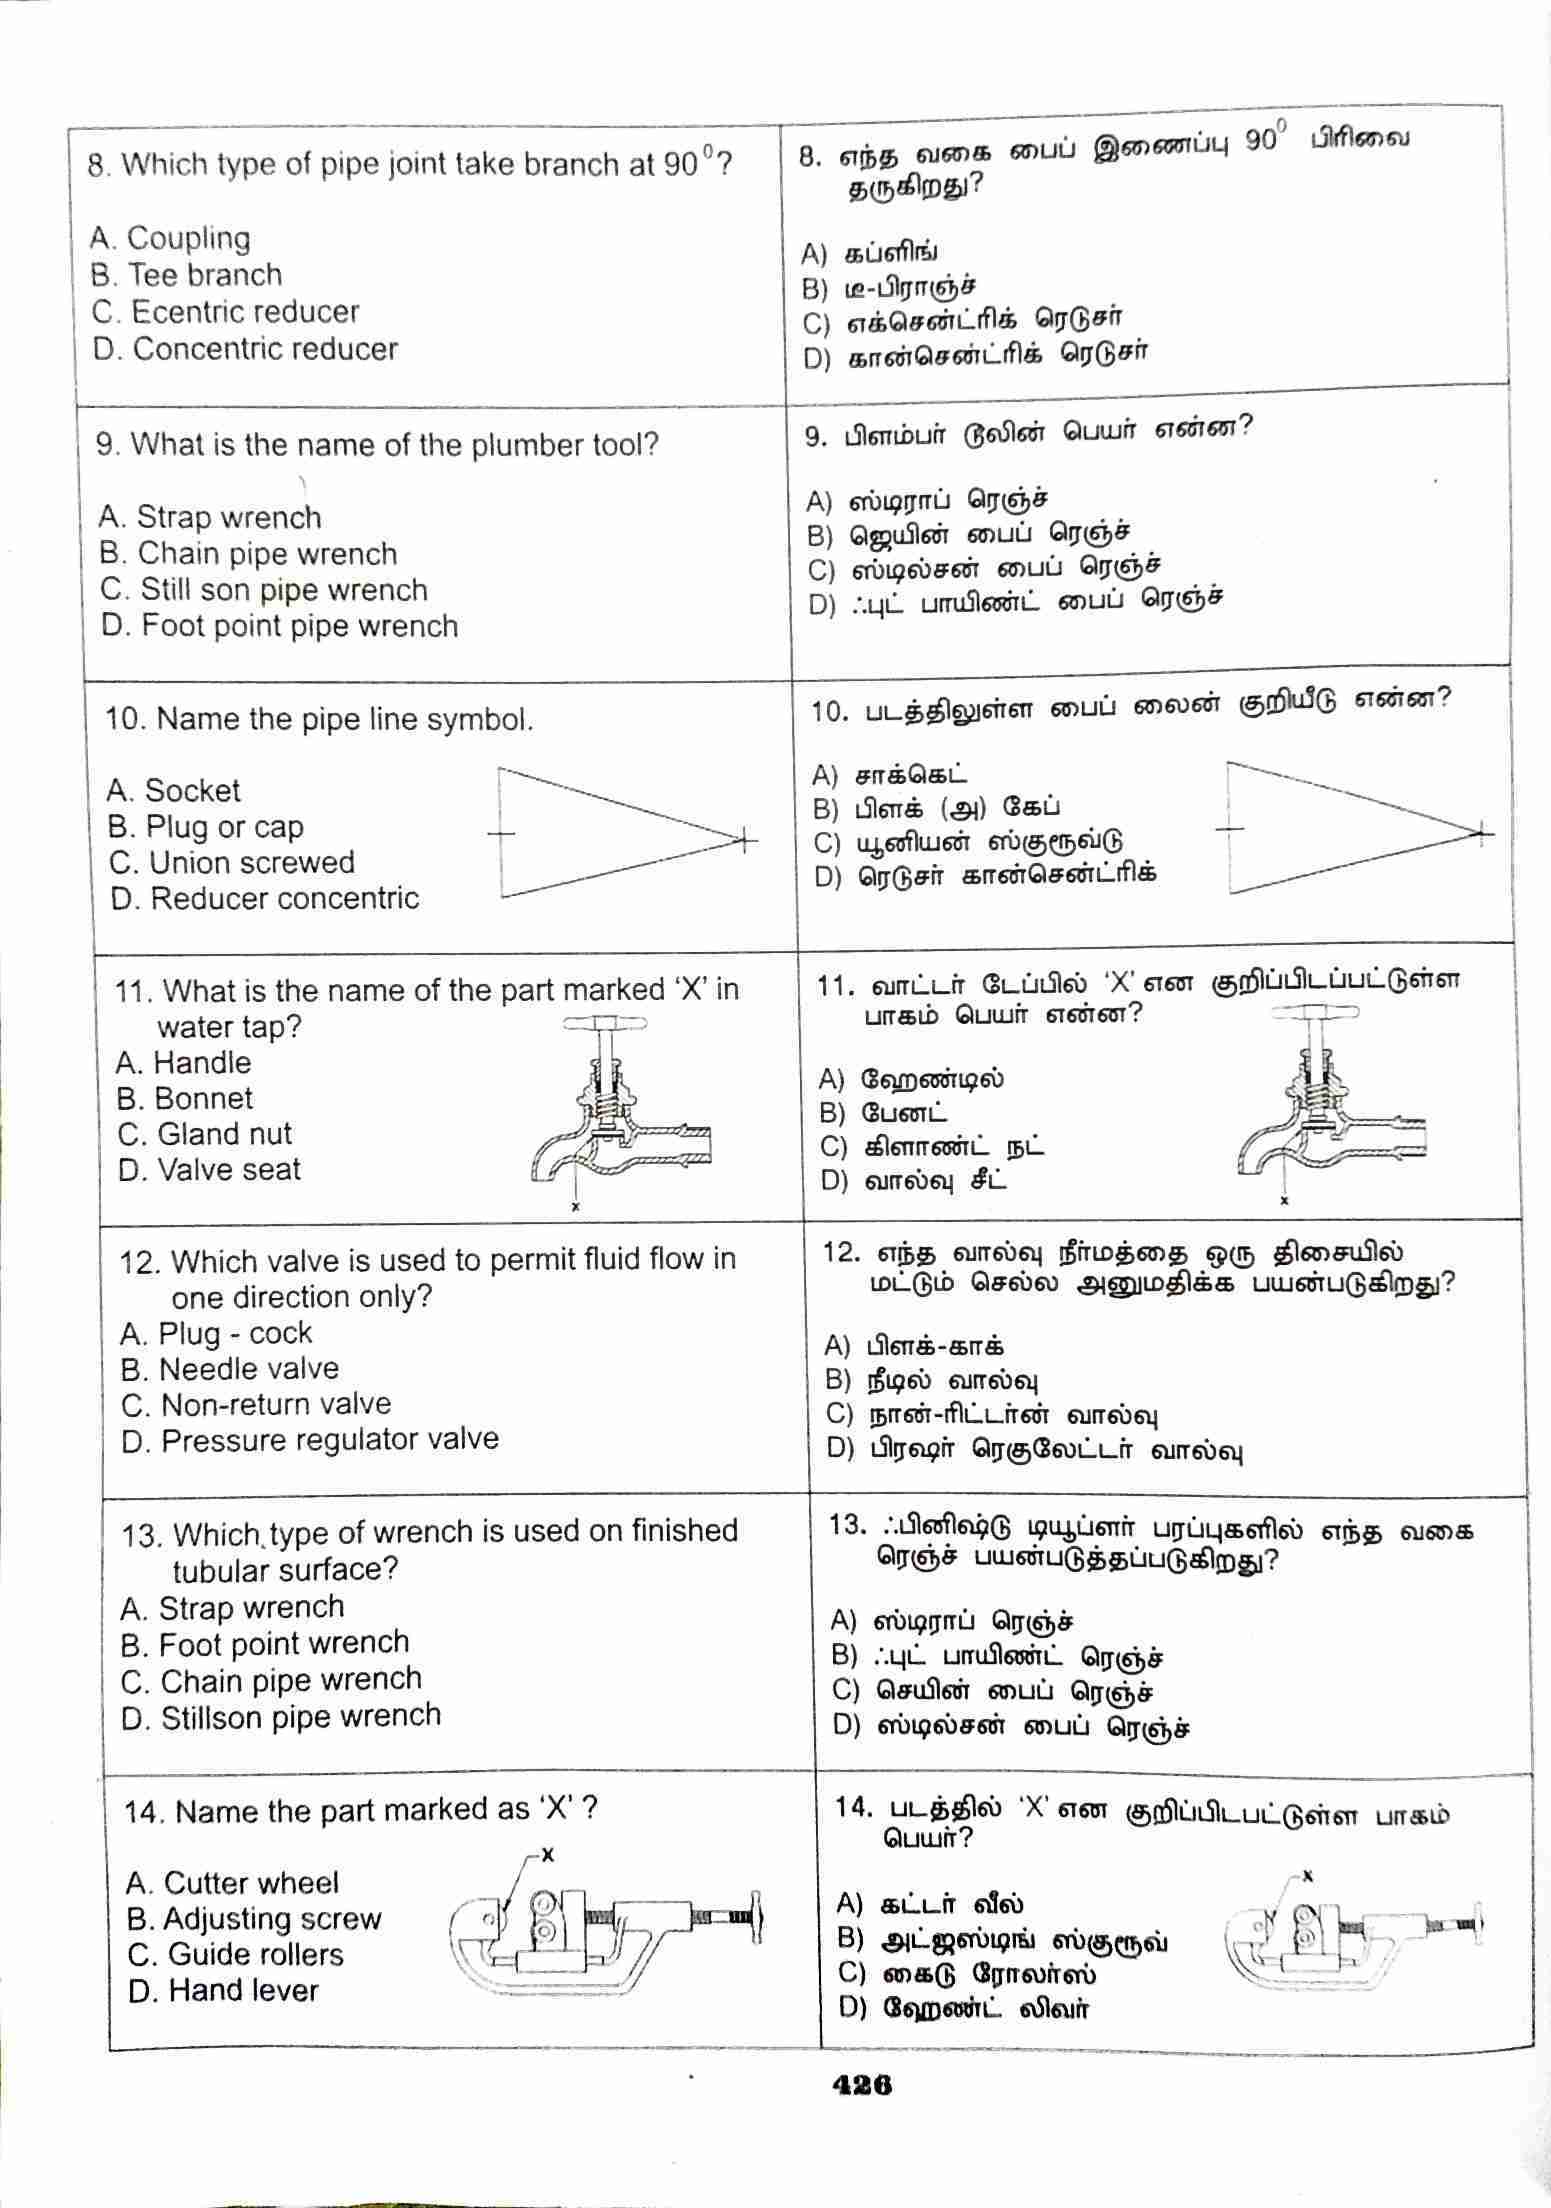 8. Which type of pipe joint take branch at 90⁰?
A. Coupling
B. Tee branch
C. Ecentric reducer
D. Concentric reducer
8. எந்த வகை பைப் இணைப்பு 90⁰ பிரிவை
தருகிறது?
A) கப்ளிங்
B) டீ-பிராஞ்ச்
C) எக்சென்ட்ரிக் ரெடுசர்
D) கான்சென்ட்ரிக் ரெடுசர்
9. What is the name of the plumber tool?
A. Strap wrench
B. Chain pipe wrench
C. Still son pipe wrench
D. Foot point pipe wrench
9. பிளம்பர் டூலின் பெயர் என்ன?
A) ஸ்டிராப் ரெஞ்ச்
B) ஜெயின் பைப் ரெஞ்ச்
C) ஸ்டில்சன் பைப் ரெஞ்ச்
D) ஃபுட் பாயிண்ட் பைப் ரெஞ்ச்
10. Name the pipe line symbol.
A. Socket
B. Plug or cap
C. Union screwed
D. Reducer concentric
10. படத்திலுள்ள பைப் லைன் குறியீடு என்ன?
A) சாக்கெட்
B) பிளக் (அ) கேப்
C) யூனியன் ஸ்குரூவ்டு
D) ரெடுசர் கான்சென்ட்ரிக்
11. What is the name of the part marked ‘X’ in
water tap?
A. Handle
B. Bonnet
C. Gland nut
D. Valve seat
x
11. வாட்டர் டேப்பில் ‘X’ என குறிப்பிடப்பட்டுள்ள
பாகம் பெயர் என்ன?
A) ஹேண்டில்
B) பேனட்
C) கிளாண்ட் நட்
D) வால்வு சீட்
x
12. Which valve is used to permit fluid flow in
one direction only?
A. Plug - cock
B. Needle valve
C. Non-return valve
D. Pressure regulator valve
12. எந்த வால்வு நீர்மத்தை ஒரு திசையில்
மட்டும் செல்ல அனுமதிக்க பயன்படுகிறது?
A) பிளக்-காக்
B) நீடில் வால்வு
C) நான்-ரிட்டர்ன் வால்வு
D) பிரஷர் ரெகுலேட்டர் வால்வு
13. Which type of wrench is used on finished
tubular surface?
A. Strap wrench
B. Foot point wrench
C. Chain pipe wrench
D. Stillson pipe wrench
13. ஃபினிஷ்டு டியூப்ளர் பரப்புகளில் எந்த வகை
ரெஞ்ச் பயன்படுத்தப்படுகிறது?
A) ஸ்டிராப் ரெஞ்ச்
B) ஃபுட் பாயிண்ட் ரெஞ்ச்
C) செயின் பைப் ரெஞ்ச்
D) ஸ்டில்சன் பைப் ரெஞ்ச்
14. Name the part marked as ‘X’ ?
X
A. Cutter wheel
B. Adjusting screw
C. Guide rollers
D. Hand lever
14. படத்தில் ‘X’ என குறிப்பிடபட்டுள்ள பாகம்
பெயர்?
X
A) கட்டர் வீல்
B) அட்ஜஸ்டிங் ஸ்குரூவ்
C) கைடு ரோலர்ஸ்
D) ஹேண்ட் லிவர்
426